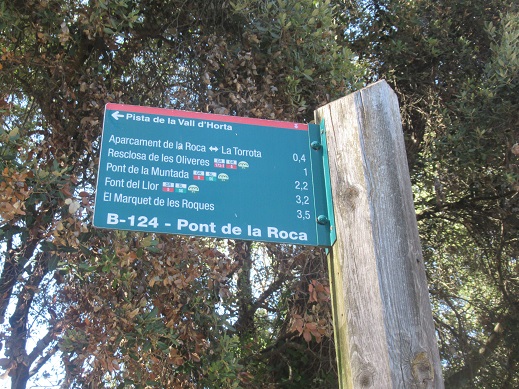 ← Pista de la Vall d'Horta
Aparcament de la Roca ↔ La Torrota 0,4
Resclosa de les Oliveres 1
Pont de la Muntada 2,2
Font del Llor 3,2
El Marquet de les Roques 3,5
B-124 - Pont de la Roca